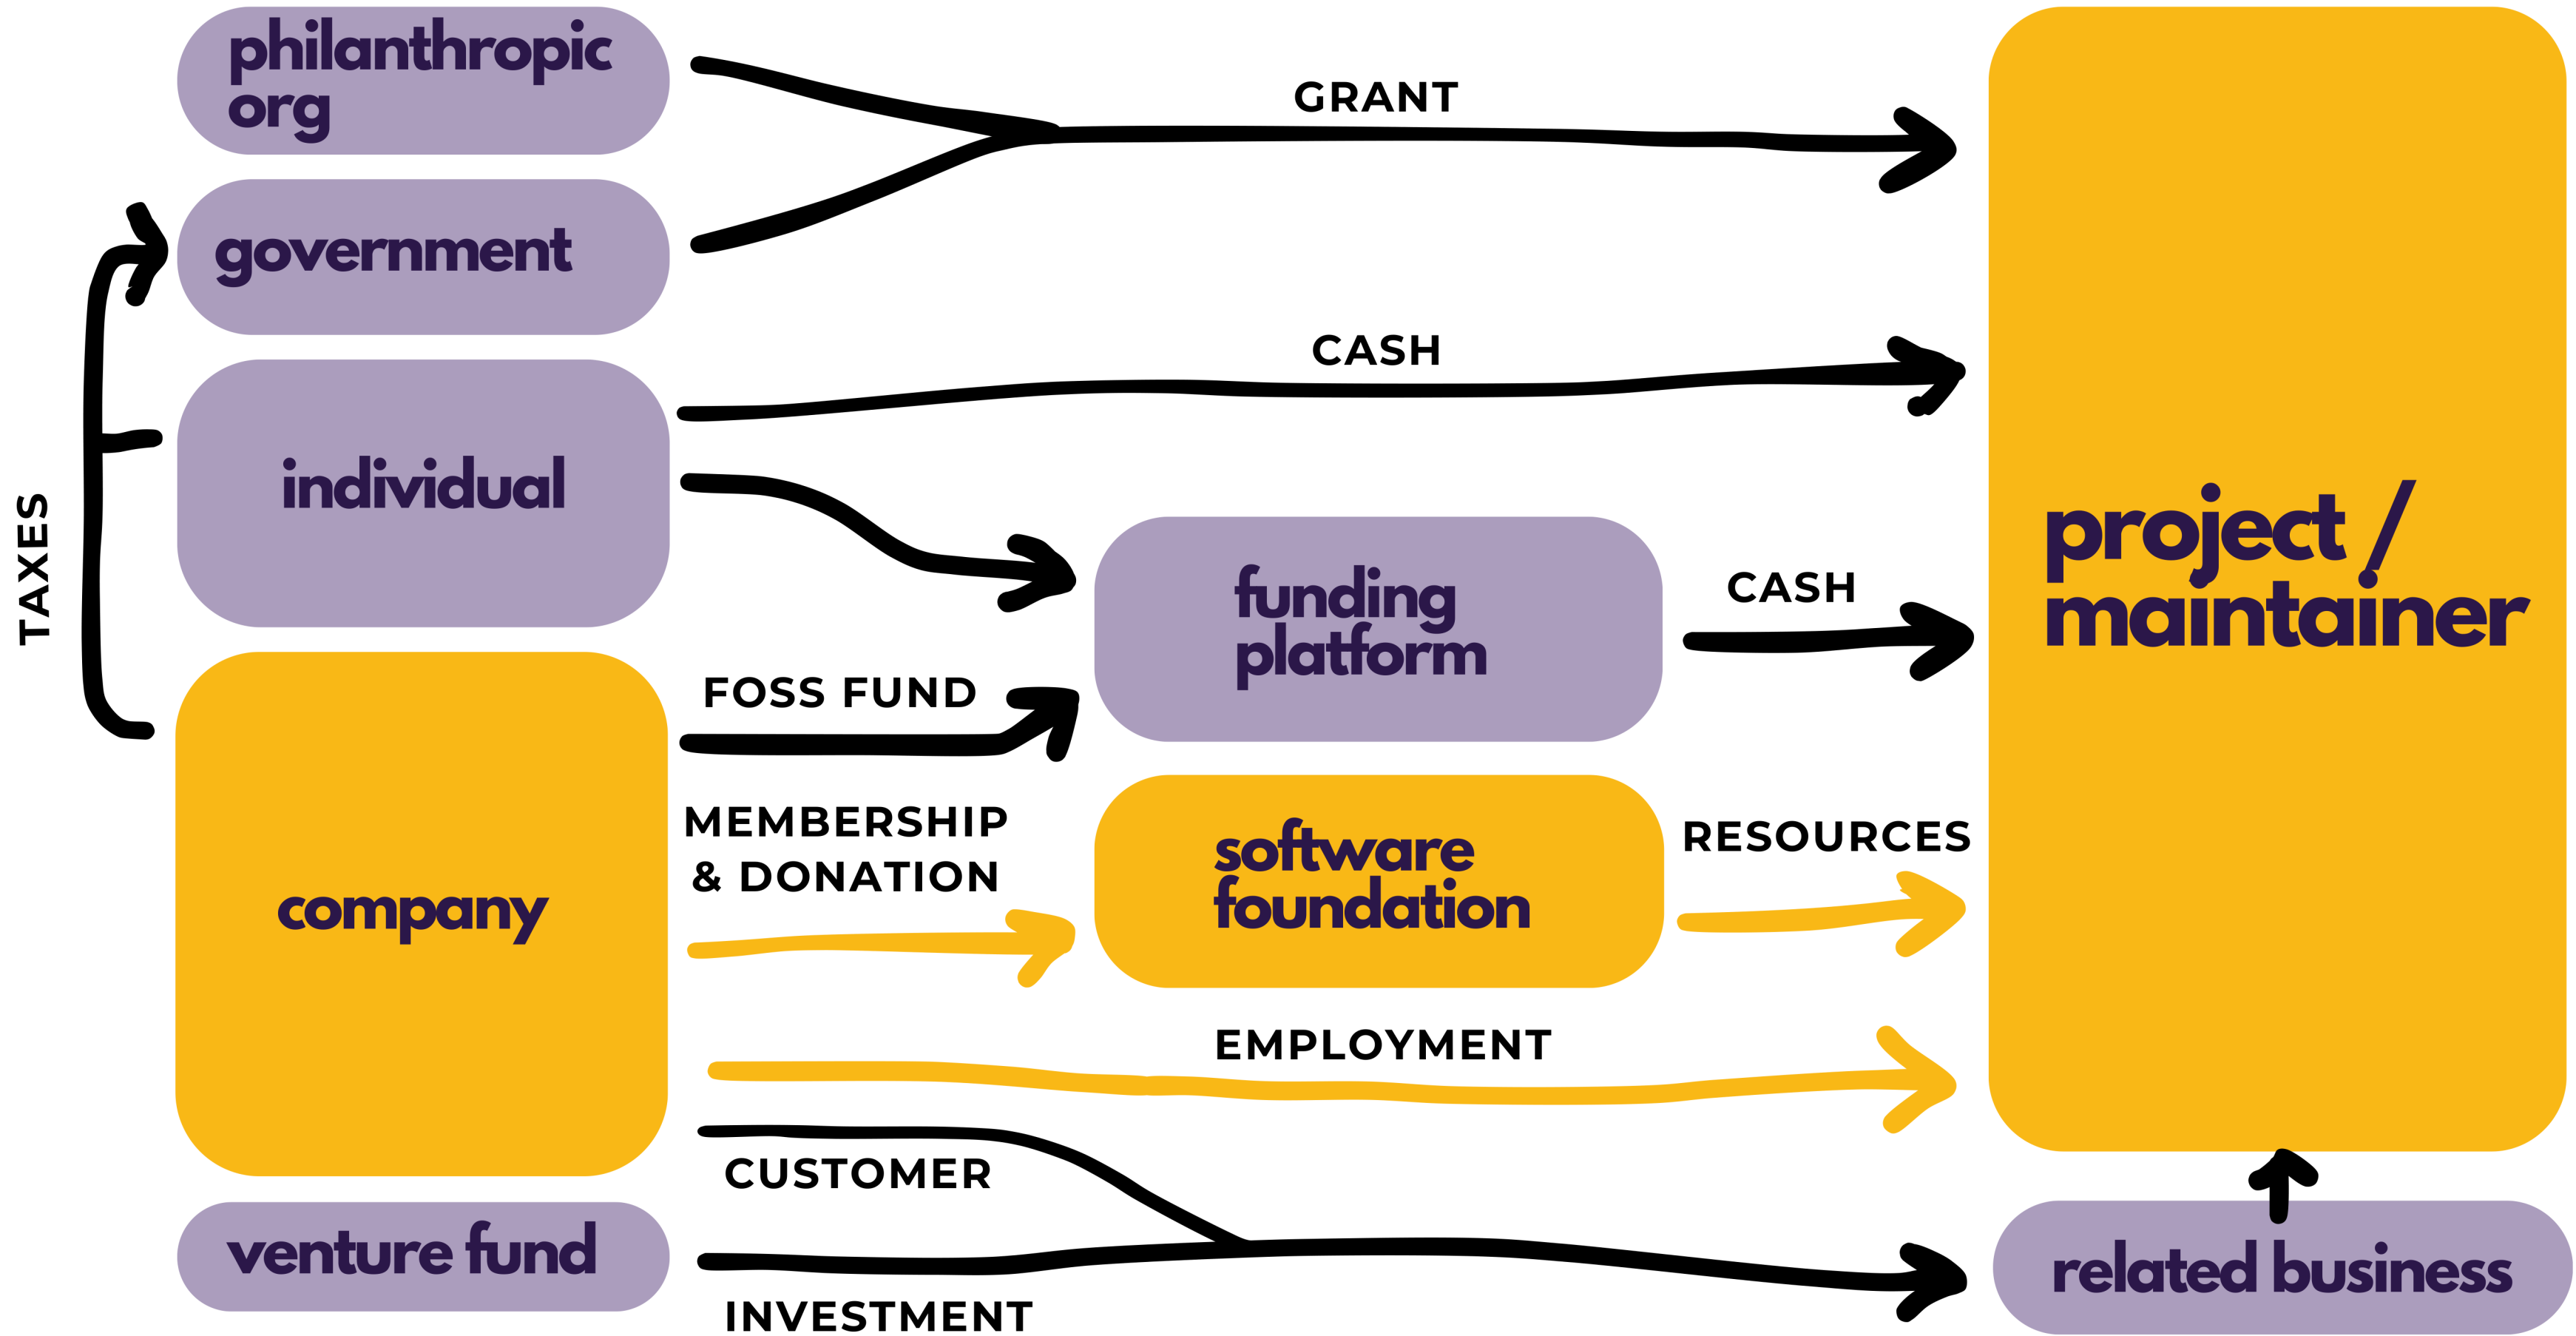 philanthropic
org
GRANT
government
CASH
individual
TAXES
funding
platform
CASH
project /
maintainer
FOSS FUND
MEMBERSHIP
& DONATION
software
foundation
RESOURCES
company
EMPLOYMENT
CUSTOMER
venture fund
INVESTMENT
related business